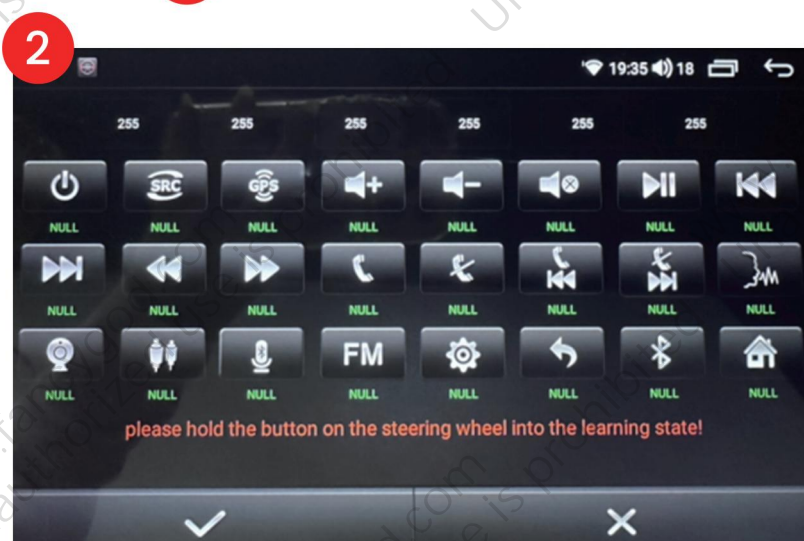 2
19:35 18
255 255 255 255 255 255
SRC GPS
NULL NULL NULL NULL NULL NULL NULL NULL
NULL NULL NULL NULL NULL NULL NULL NULL
FM
NULL NULL NULL NULL NULL NULL NULL NULL
please hold the button on the steering wheel into the learning state!